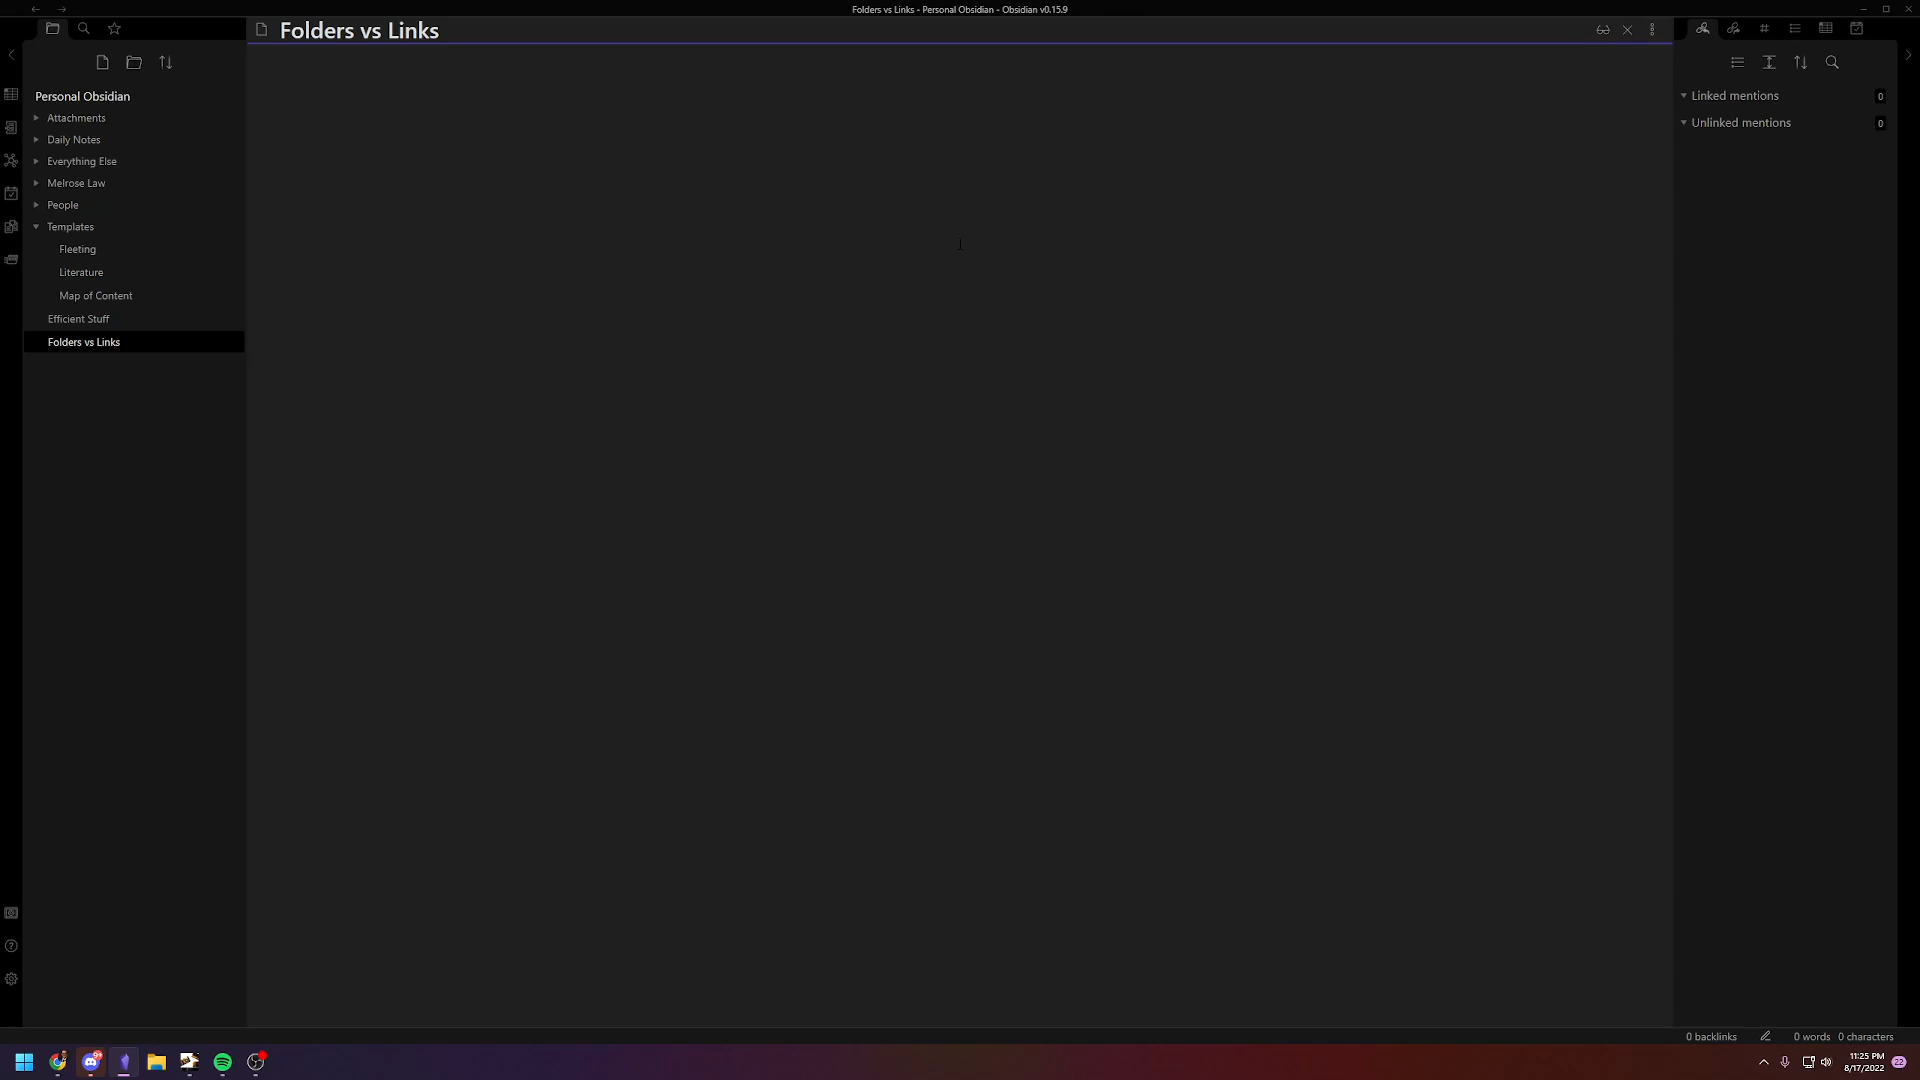 Folders vs Links - Personal Obsidian - Obsidian v0.15.9
Folders vs Links
Personal Obsidian
Attachments
Daily Notes
Everything Else
Melrose Law
People
Templates
Fleeting
Literature
Map of Content
Efficient Stuff
Folders vs Links
Linked mentions 0
Unlinked mentions 0
0 backlinks 0 words 0 characters
11:25 PM
8/17/2022
22